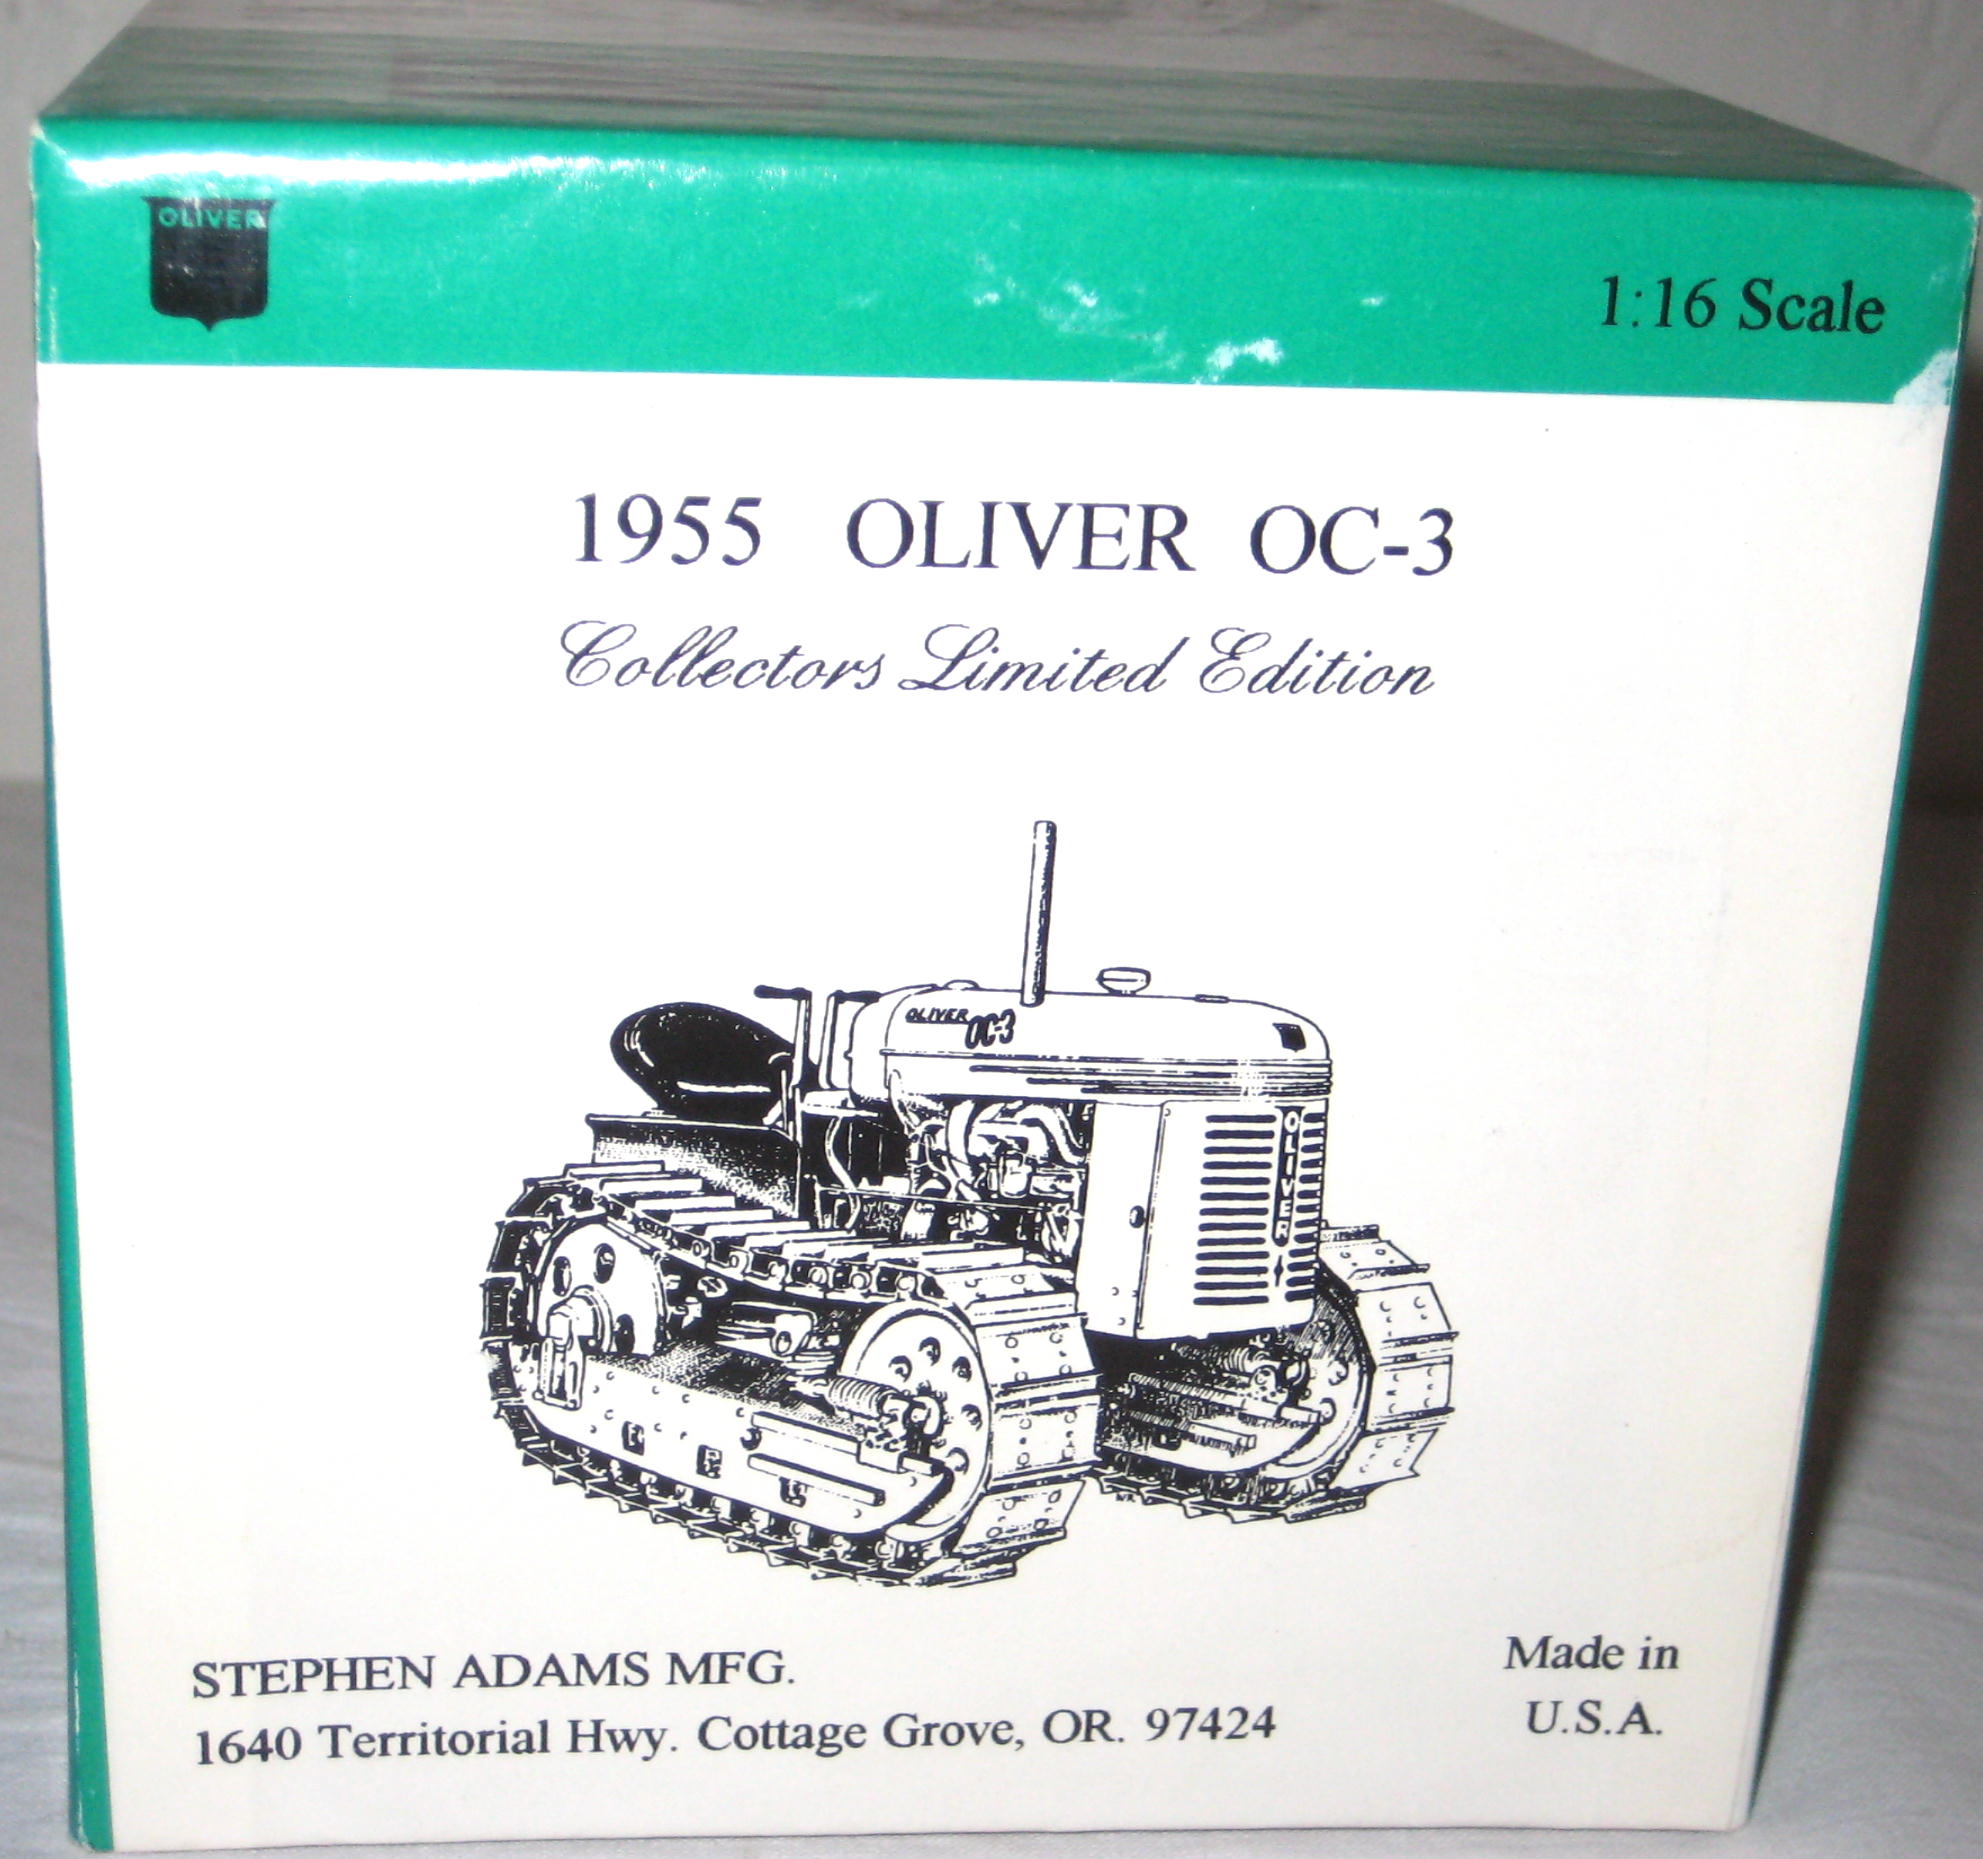 OLIVER
1:16 Scale
1955 OLIVER OC-3
Collectors Limited Edition
OLIVER
OC-3
OLIVER
STEPHEN ADAMS MFG.
1640 Territorial Hwy. Cottage Grove, OR. 97424
Made in
U.S.A.